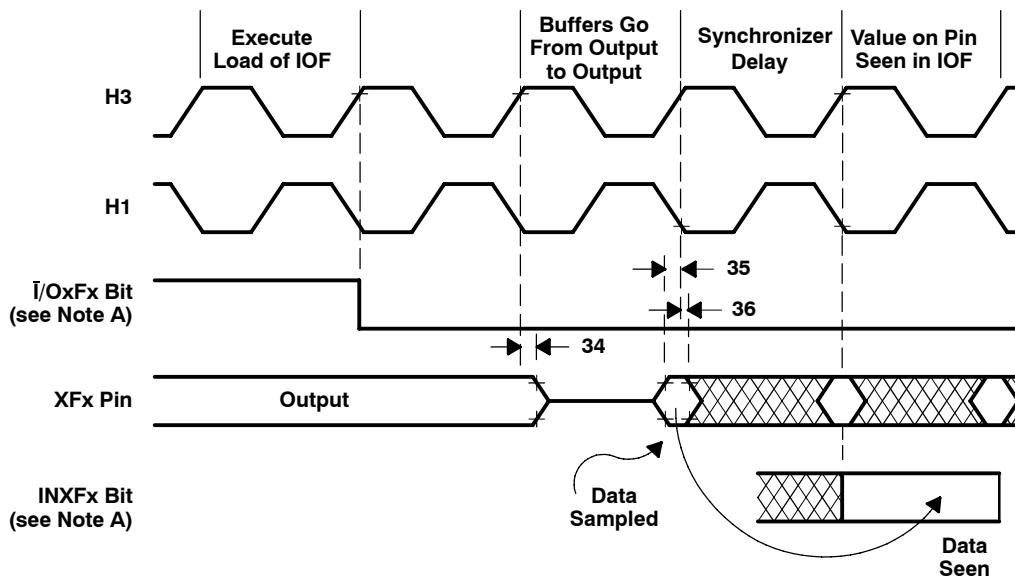 Execute
Load of IOF
Buffers Go
From Output
to Output
Synchronizer
Delay
Value on Pin
Seen in IOF
H3
H1
Ī/OxFx Bit
(see Note A)
35
36
34
XFx Pin
Output
INXFx Bit
(see Note A)
Data
Sampled
Data
Seen